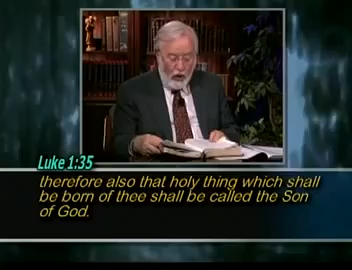 Luke 1:35
therefore also that holy thing which shall
be born of thee shall be called the Son
of God.